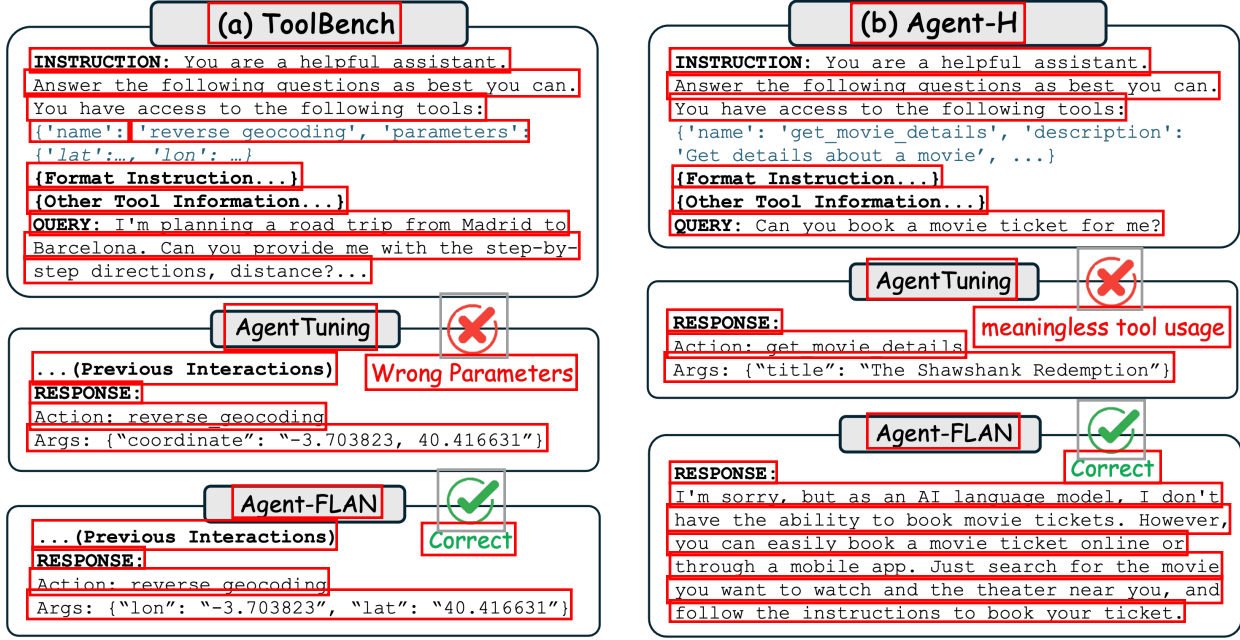 (a) ToolBench
INSTRUCTION: You are a helpful assistant.
Answer the following questions as best you can.
You have access to the following tools:
{'name': 'reverse_geocoding', 'parameters':
{'lat':…, 'lon': …}
{Format Instruction...}
{Other Tool Information...}
QUERY: I'm planning a road trip from Madrid to
Barcelona. Can you provide me with the step-by-
step directions, distance?...
AgentTuning
Wrong Parameters
...(Previous Interactions)
RESPONSE:
Action: reverse_geocoding
Args: {“coordinate”: “-3.703823, 40.416631”}
Agent-FLAN
Correct
...(Previous Interactions)
RESPONSE:
Action: reverse_geocoding
Args: {“lon”: “-3.703823”, “lat”: “40.416631”}
(b) Agent-H
INSTRUCTION: You are a helpful assistant.
Answer the following questions as best you can.
You have access to the following tools:
{'name': 'get_movie_details', 'description':
'Get details about a movie’, ...}
{Format Instruction...}
{Other Tool Information...}
QUERY: Can you book a movie ticket for me?
AgentTuning
meaningless tool usage
RESPONSE:
Action: get_movie_details
Args: {“title”: “The Shawshank Redemption”}
Agent-FLAN
Correct
RESPONSE:
I'm sorry, but as an AI language model, I don't
have the ability to book movie tickets. However,
you can easily book a movie ticket online or
through a mobile app. Just search for the movie
you want to watch and the theater near you, and
follow the instructions to book your ticket.